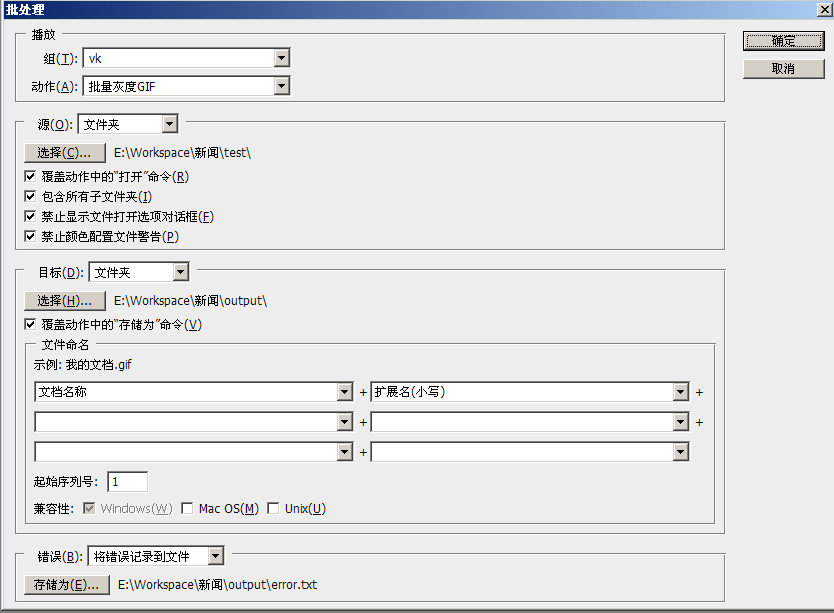 批处理
播放
组(T): vk
动作(A): 批量灰度GIF
确定
取消
源(O): 文件夹
选择(C)... E:\Workspace\新闻\test\
覆盖动作中的“打开”命令(R)
包含所有子文件夹(I)
禁止显示文件打开选项对话框(F)
禁止颜色配置文件警告(P)
目标(D): 文件夹
选择(H)... E:\Workspace\新闻\output\
覆盖动作中的“存储为”命令(V)
文件命名
示例: 我的文档.gif
文档名称 + 扩展名(小写) +
+ +
+
起始序列号: 1
兼容性: Windows(W) Mac OS(M) Unix(U)
错误(B): 将错误记录到文件
存储为(E)... E:\Workspace\新闻\output\error.txt